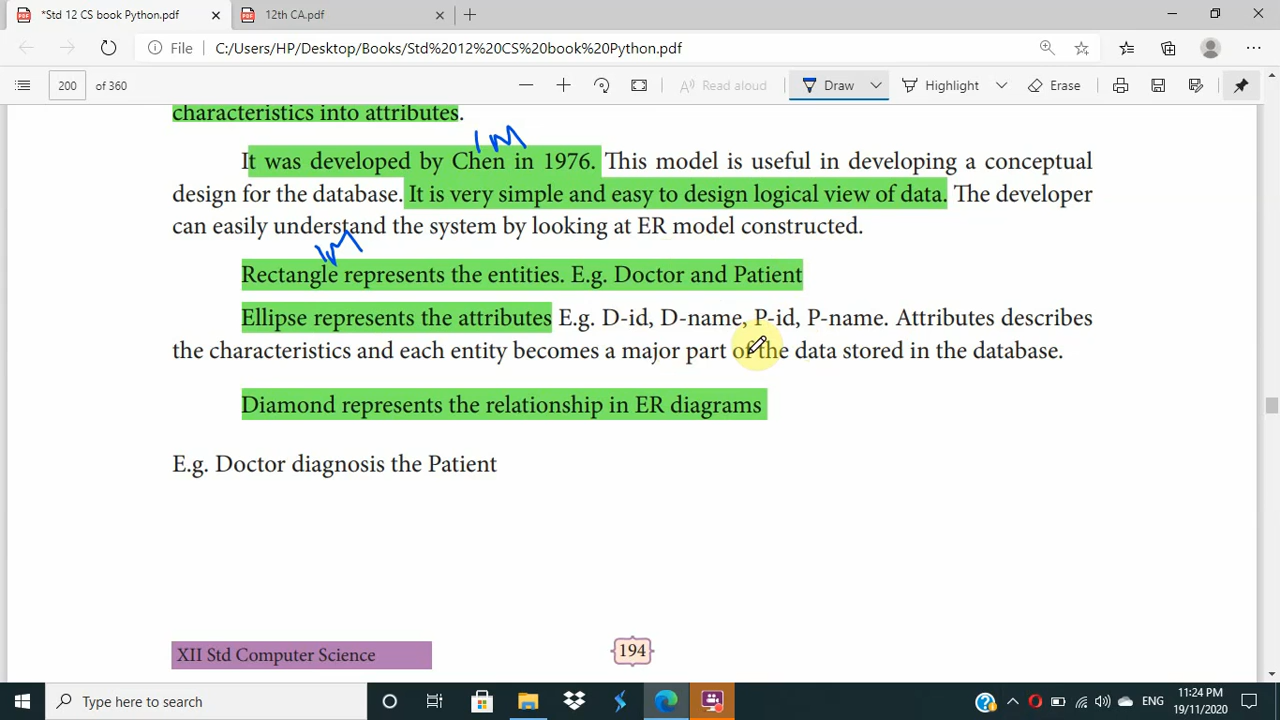 *Std 12 CS book Python.pdf
12th CA.pdf
File C:/Users/HP/Desktop/Books/Std%2012%20CS%20book%20Python.pdf
200 of 360 Read aloud Draw Highlight Erase
characteristics into attributes.
1M
It was developed by Chen in 1976. This model is useful in developing a conceptual
design for the database. It is very simple and easy to design logical view of data. The developer
can easily understand the system by looking at ER model constructed.
1M
Rectangle represents the entities. E.g. Doctor and Patient
Ellipse represents the attributes E.g. D-id, D-name, P-id, P-name. Attributes describes
the characteristics and each entity becomes a major part of the data stored in the database.
Diamond represents the relationship in ER diagrams
E.g. Doctor diagnosis the Patient
XII Std Computer Science 194
Type here to search
ENG
11:24 PM
19/11/2020